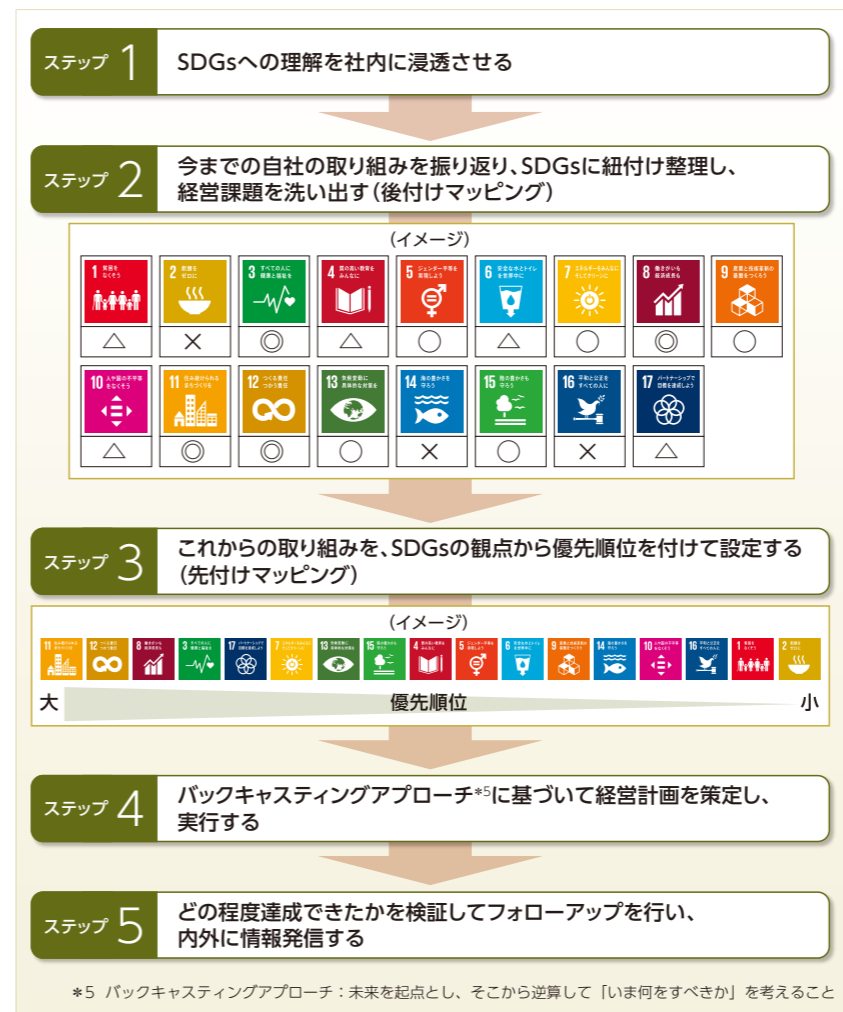 ステップ 1
SDGsへの理解を社内に浸透させる
ステップ 2
今までの自社の取り組みを振り返り、SDGsに紐付け整理し、
経営課題を洗い出す(後付けマッピング)
(イメージ)
1 貧困を
なくそう
2 飢餓を
ゼロに
3 すべての人に
健康と福祉を
4 質の高い教育を
みんなに
5 ジェンダー平等を
実現しよう
6 安全な水とトイレ
を世界中に
7 エネルギーをみんなに
そしてクリーンに
8 働きがいも
経済成長も
9 産業と技術革新の
基盤をつくろう
△ × ◎ △ ○ △ ○ ◎ ○
10 人や国の不平等
をなくそう
11 住み続けられる
まちづくりを
12 つくる責任
つかう責任
13 気候変動に
具体的な対策を
14 海の豊かさを
守ろう
15 陸の豊かさも
守ろう
16 平和と公正を
すべての人に
17 パートナーシップで
目標を達成しよう
△ ◎ ◎ ○ × ○ × △
ステップ 3
これからの取り組みを、SDGsの観点から優先順位を付けて設定する
(先付けマッピング)
(イメージ)
11 12 8 3 17 7 13 15 4 5 6 9 14 10 16 1 2
大 優先順位 小
ステップ 4
バックキャスティングアプローチ*5に基づいて経営計画を策定し、
実行する
ステップ 5
どの程度達成できたかを検証してフォローアップを行い、
内外に情報発信する
*5 バックキャスティングアプローチ：未来を起点とし、そこから逆算して「いま何をすべきか」を考えること